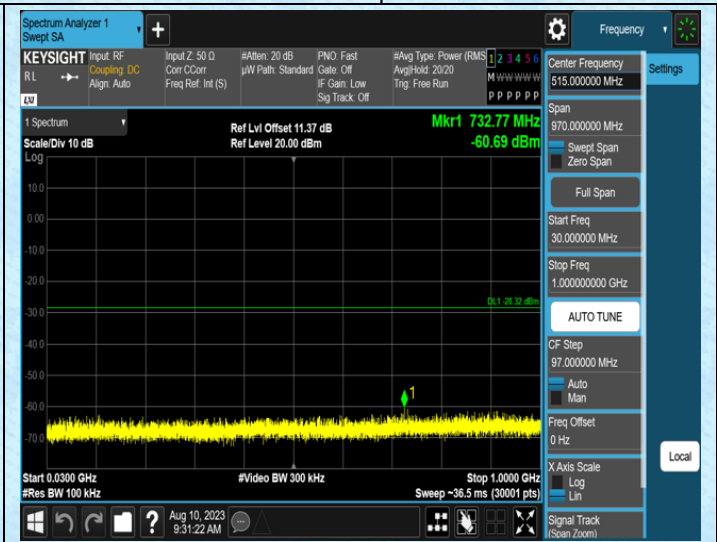 Spectrum Analyzer 1
Swept SA
+
Frequency
KEYSIGHT
RL
LXI
Input: RF
Coupling: DC
Align: Auto
Input Z: 50 Ω
Corr CCorr
Freq Ref: Int (S)
#Atten: 20 dB
µW Path: Standard
PNO: Fast
Gate: Off
IF Gain: Low
Sig Track: Off
#Avg Type: Power (RMS
Avg|Hold: 20/20
Trig: Free Run
1 2 3 4 5 6
M W W W W W
P P P P P P
1 Spectrum
Scale/Div 10 dB
Log
Ref Lvl Offset 11.37 dB
Ref Level 20.00 dBm
Mkr1 732.77 MHz
-60.69 dBm
10.0
0.00
-10.0
-20.0
-30.0
-40.0
-50.0
-60.0
-70.0
DL1 -28.32 dBm
1
Start 0.0300 GHz
#Res BW 100 kHz
#Video BW 300 kHz
Stop 1.0000 GHz
Sweep ~36.5 ms (30001 pts)
Center Frequency
515.000000 MHz
Settings
Span
970.000000 MHz
Swept Span
Zero Span
Full Span
Start Freq
30.000000 MHz
Stop Freq
1.000000000 GHz
AUTO TUNE
CF Step
97.000000 MHz
Auto
Man
Freq Offset
0 Hz
X Axis Scale
Log
Lin
Local
Signal Track
(Span Zoom)
?
Aug 10, 2023
9:31:22 AM